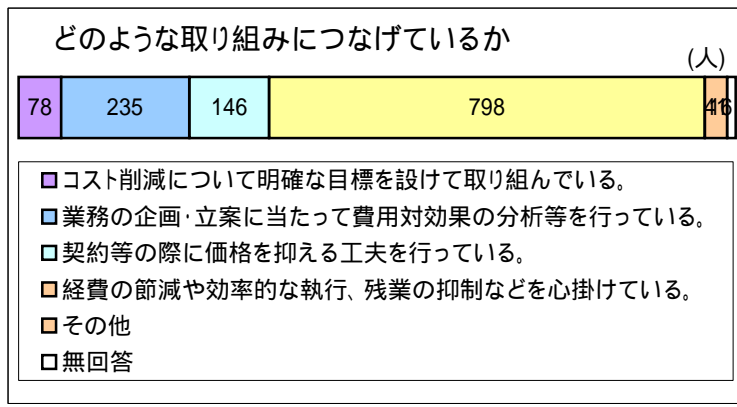 どのような取り組みにつなげているか
(人)
78 235 146 798 41 16
■コスト削減について明確な目標を設けて取り組んでいる。
■業務の企画・立案に当たって費用対効果の分析等を行っている。
□契約等の際に価格を抑える工夫を行っている。
■経費の節減や効率的な執行、残業の抑制などを心掛けている。
■その他
□無回答